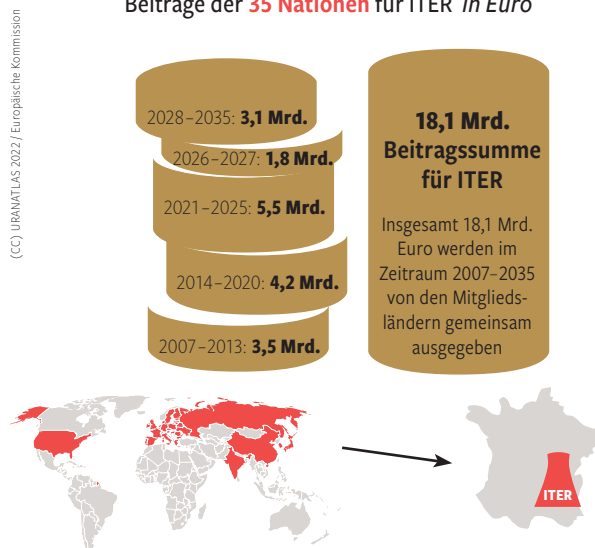 Beiträge der 35 Nationen für ITER in Euro
(CC) URANATLAS 2022 / Europäische Kommission
2028–2035: 3,1 Mrd.
2026–2027: 1,8 Mrd.
2021–2025: 5,5 Mrd.
2014–2020: 4,2 Mrd.
2007–2013: 3,5 Mrd.
18,1 Mrd.
Beitragssumme
für ITER
Insgesamt 18,1 Mrd.
Euro werden im
Zeitraum 2007–2035
von den Mitglieds-
ländern gemeinsam
ausgegeben
ITER